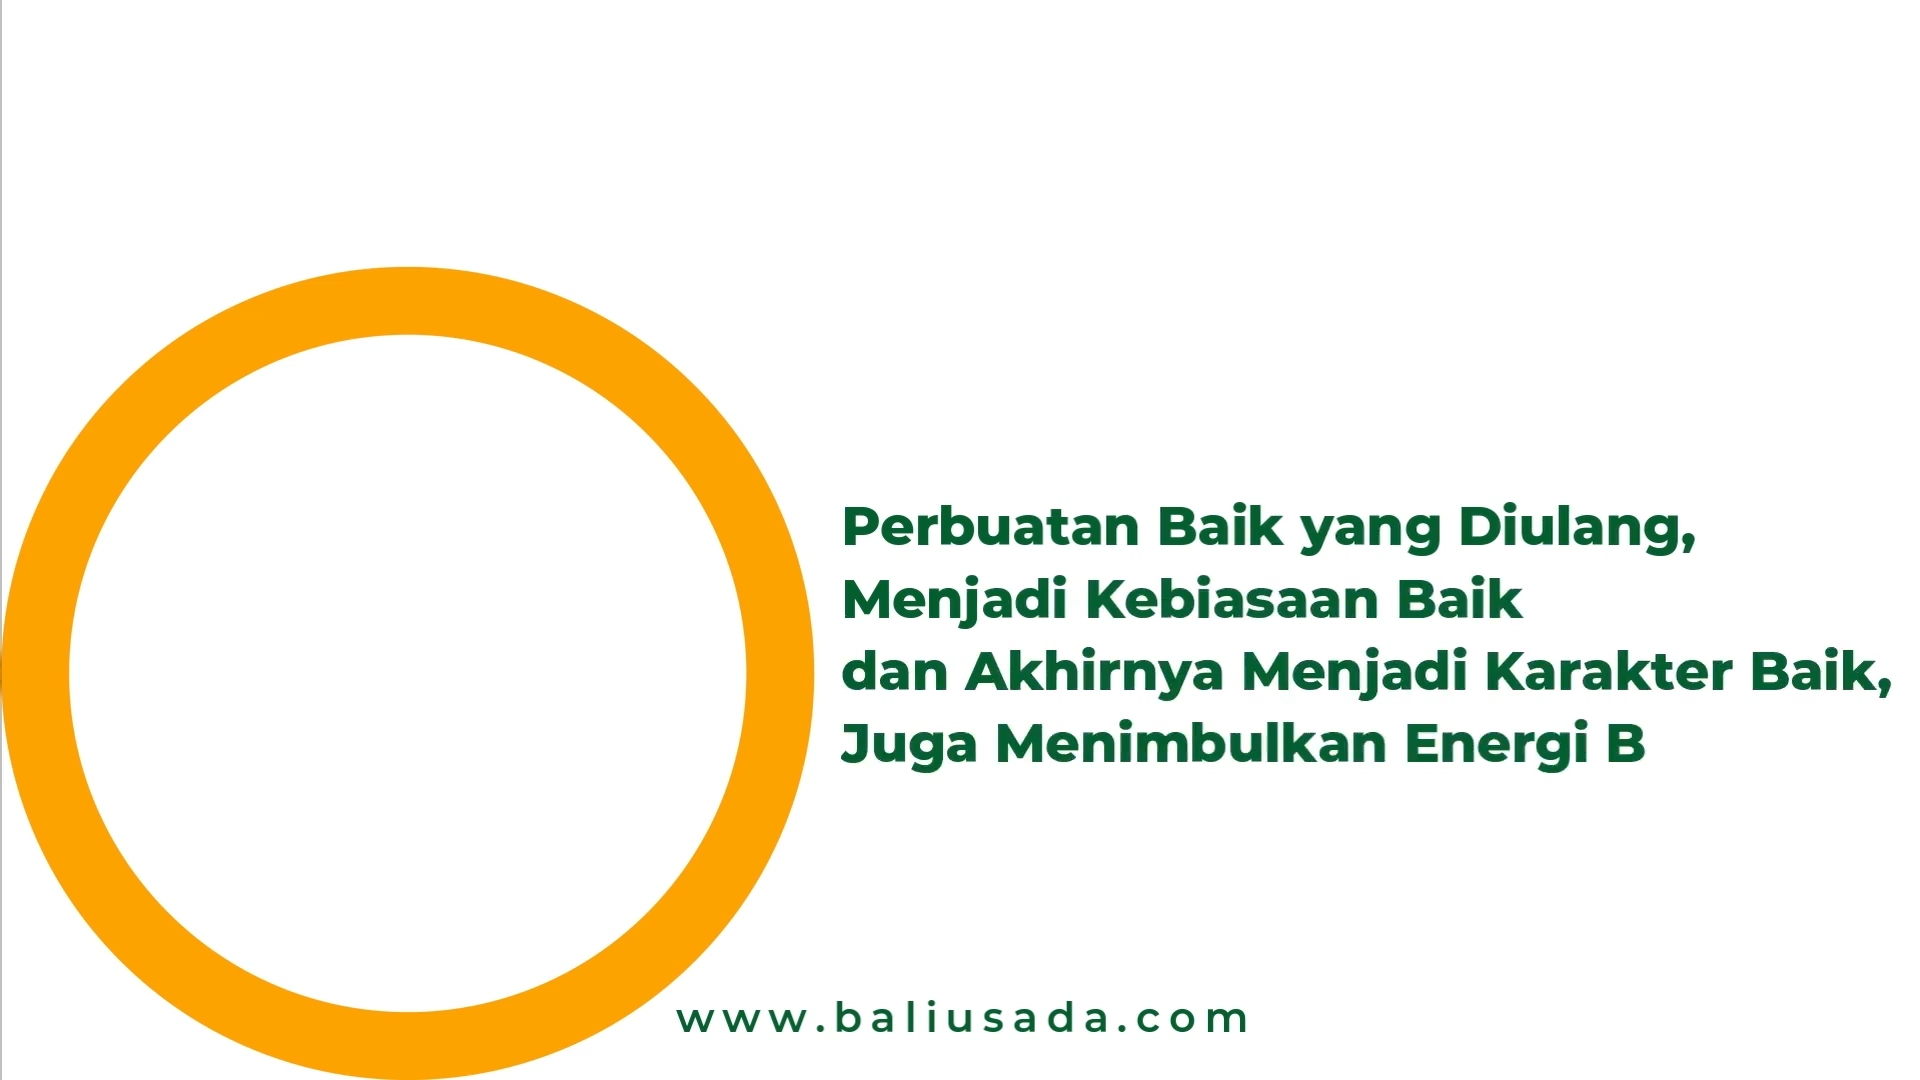 Perbuatan Baik yang Diulang,
Menjadi Kebiasaan Baik
dan Akhirnya Menjadi Karakter Baik,
Juga Menimbulkan Energi B
www.baliusada.com